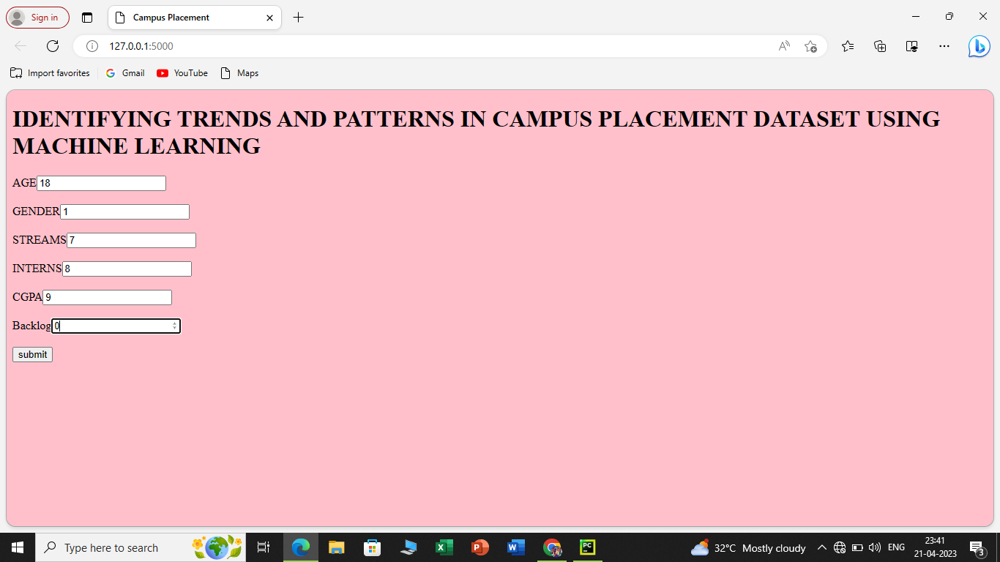 Sign in
Campus Placement
127.0.0.1:5000
Import favorites
Gmail
YouTube
Maps
IDENTIFYING TRENDS AND PATTERNS IN CAMPUS PLACEMENT DATASET USING
MACHINE LEARNING
AGE 18
GENDER 1
STREAMS 7
INTERNS 8
CGPA 9
Backlog 0
submit
Type here to search
32°C Mostly cloudy
ENG
23:41
21-04-2023
3